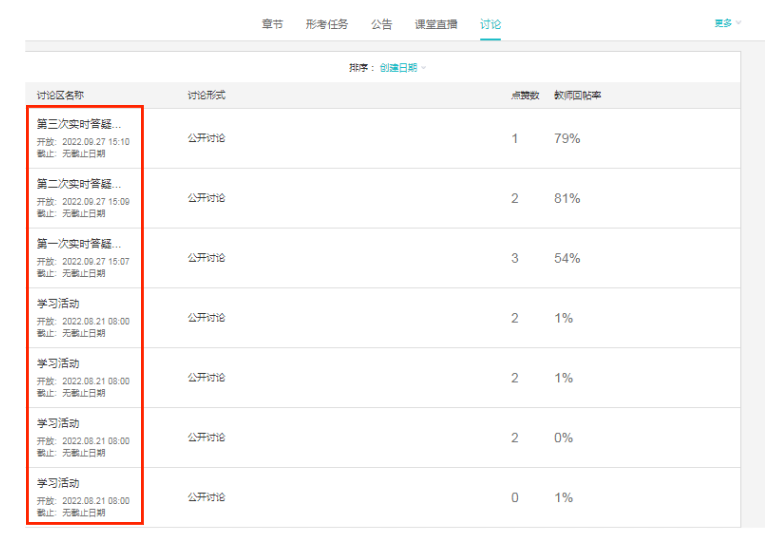 章节 形考任务 公告 课堂直播 讨论 更多
排序： 创建日期
讨论区名称 讨论形式 点赞数 教师回帖率
第三次实时答疑...
开放: 2022.09.27 15:10
截止: 无截止日期
公开讨论 1 79%
第二次实时答疑...
开放: 2022.09.27 15:09
截止: 无截止日期
公开讨论 2 81%
第一次实时答疑...
开放: 2022.09.27 15:07
截止: 无截止日期
公开讨论 3 54%
学习活动
开放: 2022.08.21 08:00
截止: 无截止日期
公开讨论 2 1%
学习活动
开放: 2022.08.21 08:00
截止: 无截止日期
公开讨论 2 1%
学习活动
开放: 2022.08.21 08:00
截止: 无截止日期
公开讨论 2 0%
学习活动
开放: 2022.08.21 08:00
截止: 无截止日期
公开讨论 0 1%